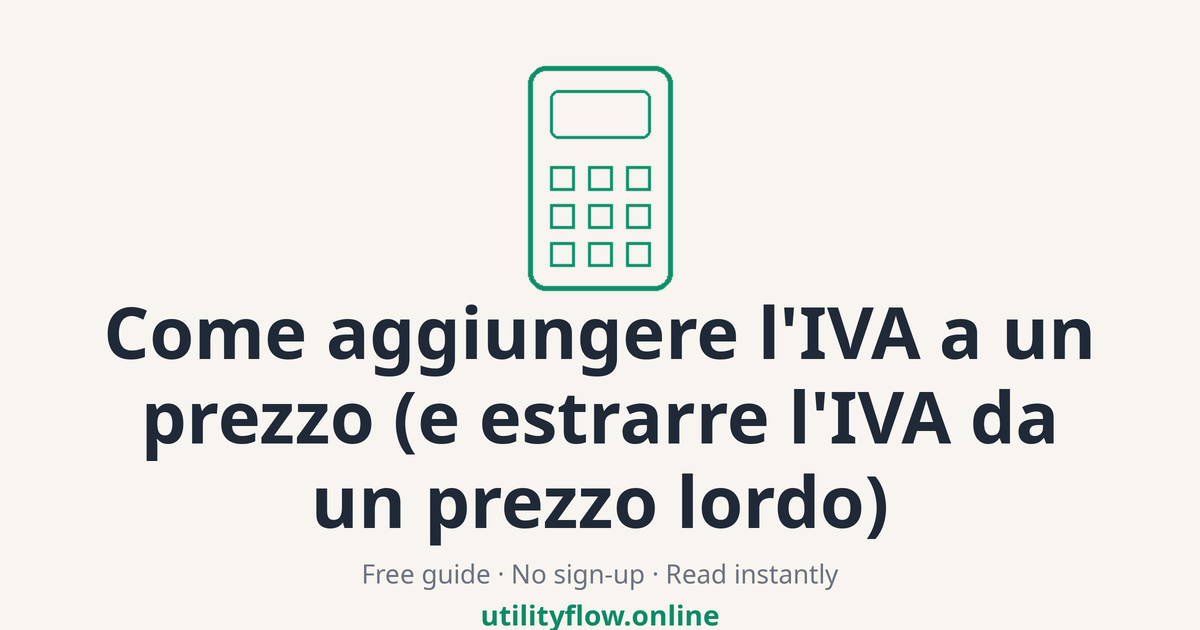 Come aggiungere l'IVA a un
prezzo (e estrarre l'IVA da
un prezzo lordo)
Free guide · No sign-up · Read instantly
utilityflow.online